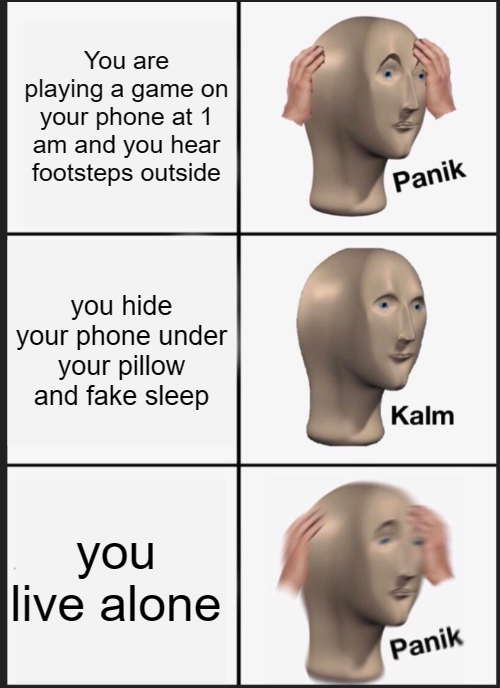 You are
playing a game on
your phone at 1
am and you hear
footsteps outside
Panik
you hide
your phone under
your pillow
and fake sleep
Kalm
you
live alone
Panik